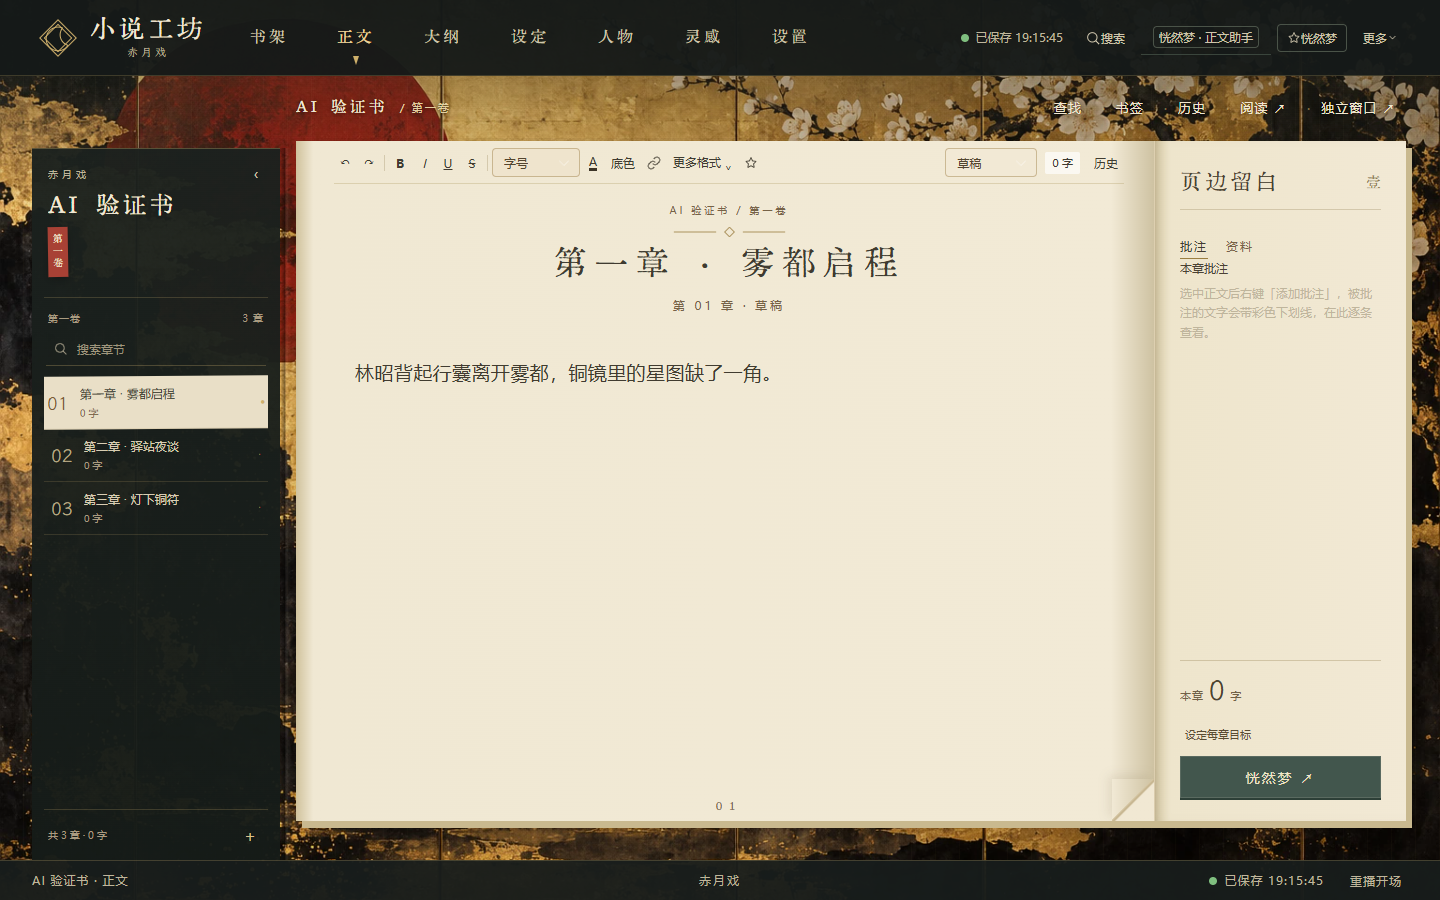 小说工坊
赤月戏
书架
正文
大纲
设定
人物
灵感
设置
已保存 19:15:45
搜索
恍然梦 · 正文助手
恍然梦
更多
AI 验证书 / 第一卷
查找
书签
历史
阅读 ↗
独立窗口 ↗
赤月戏
AI 验证书
第一卷
第一卷
3 章
搜索章节
01
第一章 · 雾都启程
0 字
02
第二章 · 驿站夜谈
0 字
03
第三章 · 灯下铜符
0 字
共 3 章 · 0 字
+
B I U S
字号
A
底色
更多格式
草稿
0 字
历史
AI 验证书 / 第一卷
第一章 · 雾都启程
第 01 章 · 草稿
林昭背起行囊离开雾都，铜镜里的星图缺了一角。
01
页边留白
壹
批注
资料
本章批注
选中正文后右键「添加批注」，被批
注的文字会带彩色下划线，在此逐条
查看。
本章 0 字
设定每章目标
恍然梦 ↗
AI 验证书 · 正文
赤月戏
已保存 19:15:45
重播开场